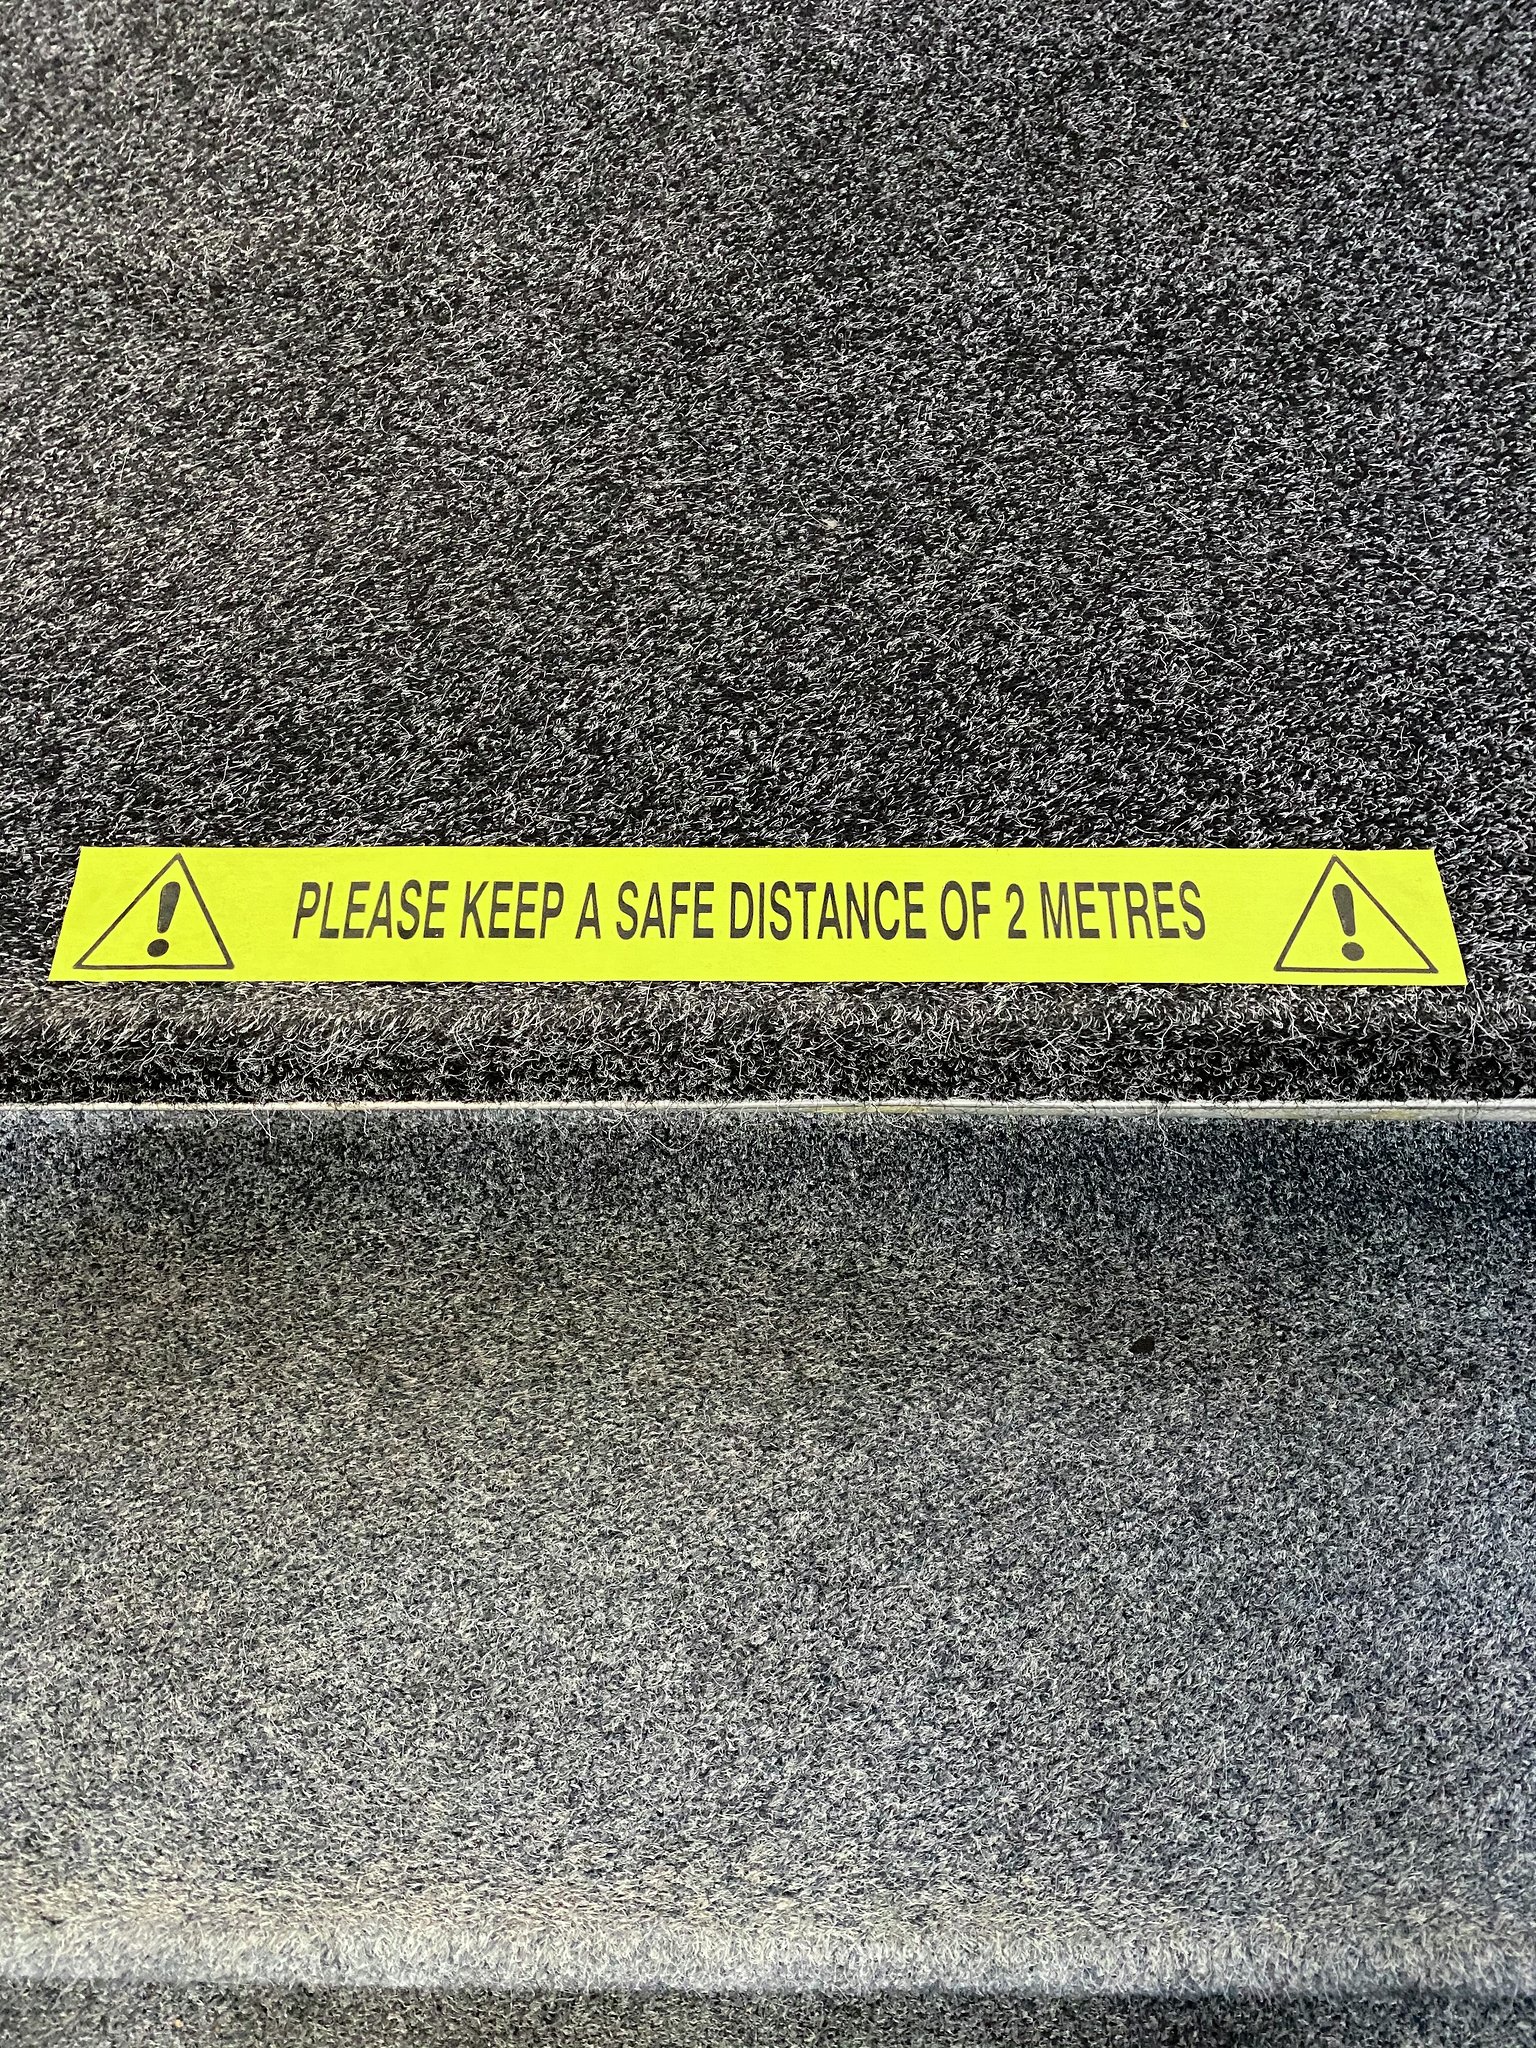 PLEASE KEEP A SAFE DISTANCE OF 2 METRES